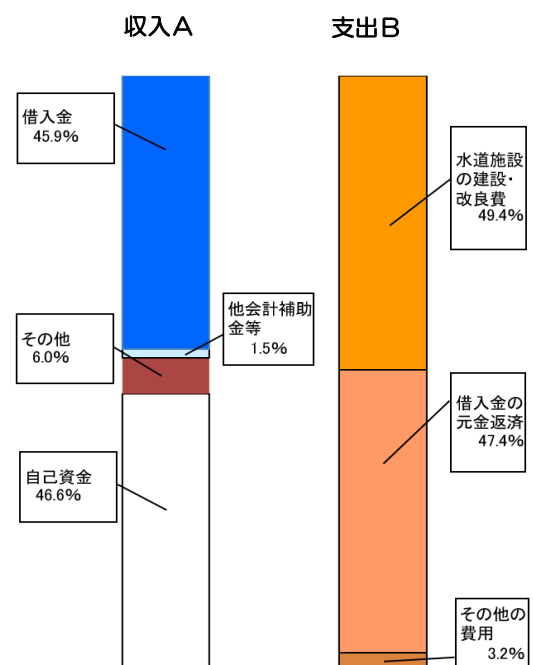 収入A
支出B
借入金
45.9%
水道施設
の建設・
改良費
49.4%
他会計補助
金等
1.5%
その他
6.0%
借入金の
元金返済
47.4%
自己資金
46.6%
その他の
費用
3.2%